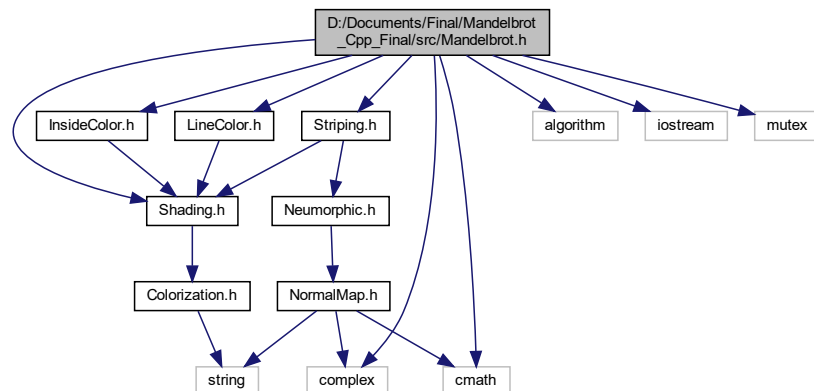 D:/Documents/Final/Mandelbrot
_Cpp_Final/src/Mandelbrot.h
InsideColor.h
LineColor.h
Striping.h
algorithm
iostream
mutex
Shading.h
Neumorphic.h
Colorization.h
NormalMap.h
string
complex
cmath